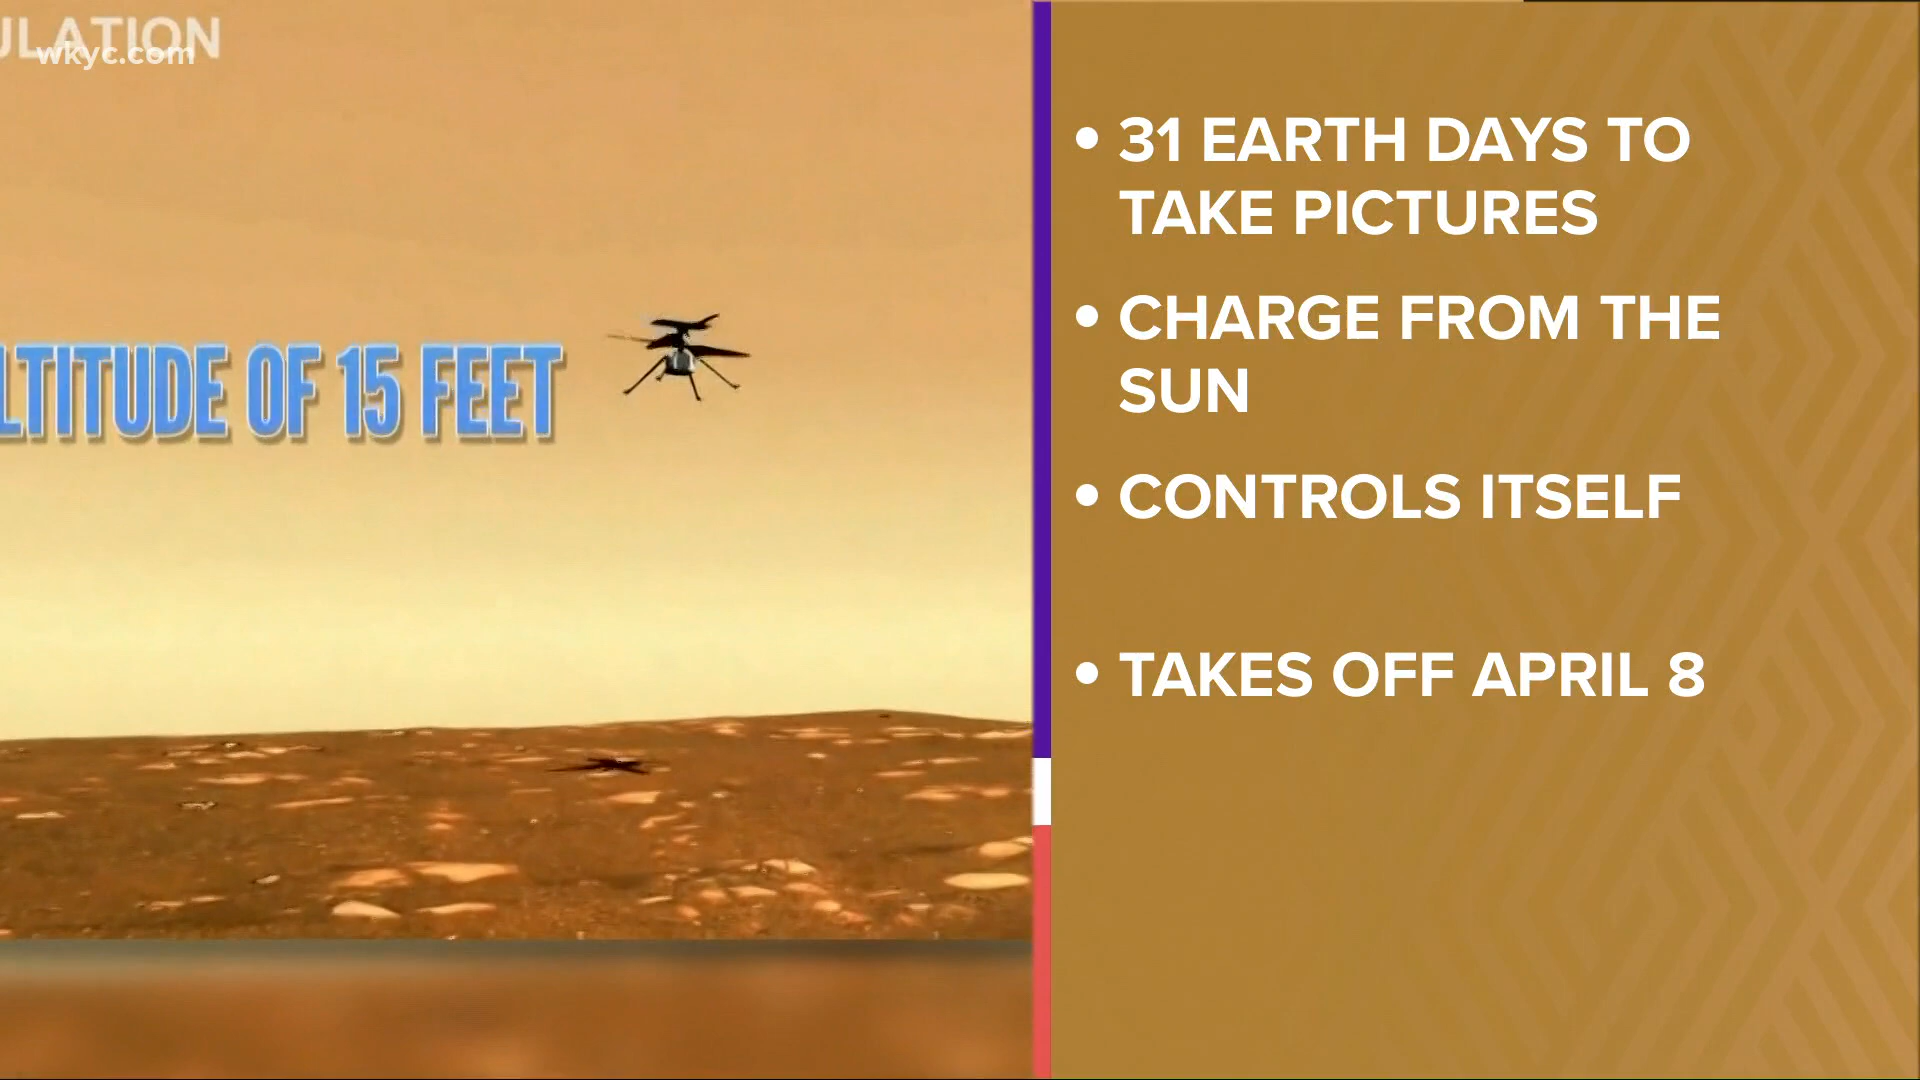 ULATION
wkyc.com
LTITUDE OF 15 FEET
• 31 EARTH DAYS TO
TAKE PICTURES
• CHARGE FROM THE
SUN
• CONTROLS ITSELF
• TAKES OFF APRIL 8